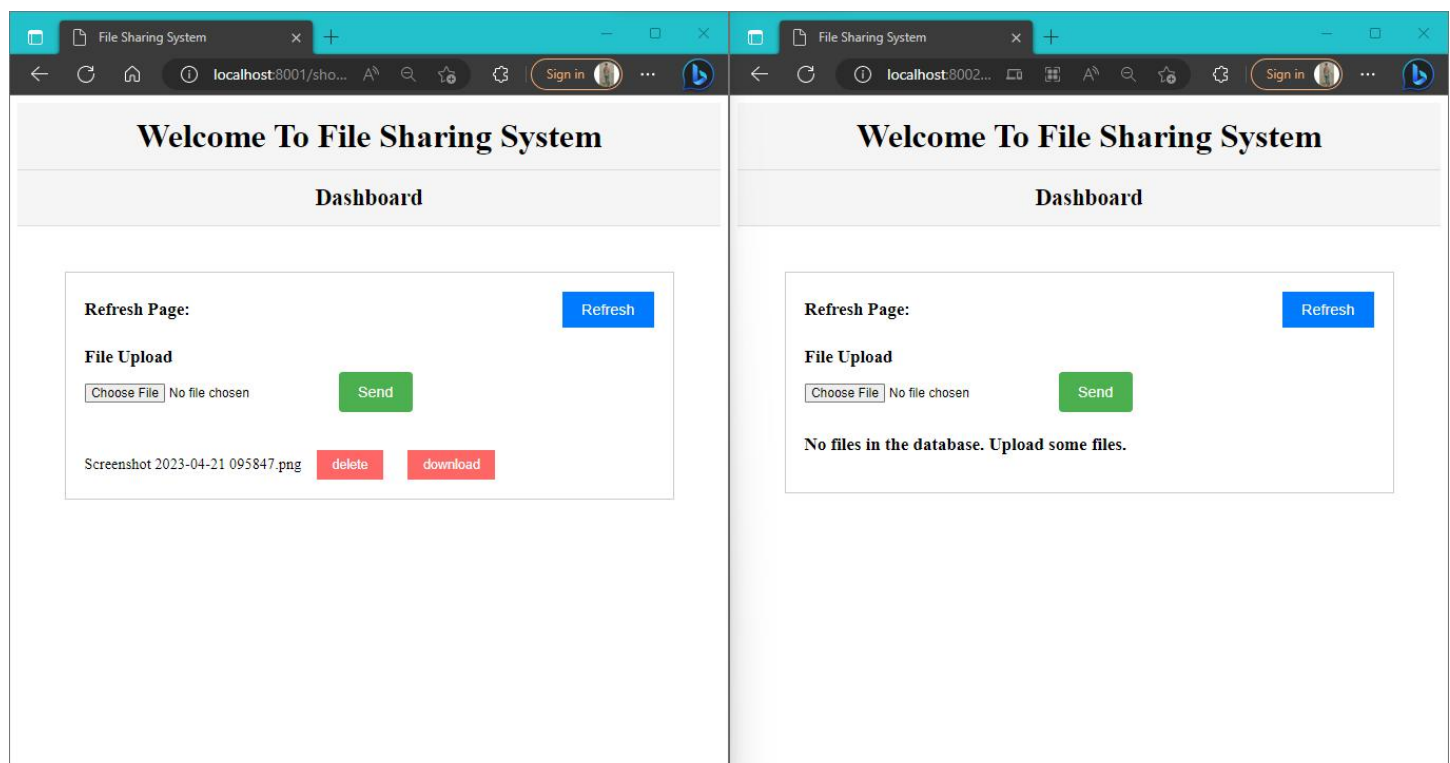 File Sharing System
localhost:8001/sho...
Sign in
Welcome To File Sharing System
Dashboard
Refresh Page:
Refresh
File Upload
Choose File No file chosen
Send
Screenshot 2023-04-21 095847.png
delete
download
File Sharing System
localhost:8002...
Sign in
Welcome To File Sharing System
Dashboard
Refresh Page:
Refresh
File Upload
Choose File No file chosen
Send
No files in the database. Upload some files.